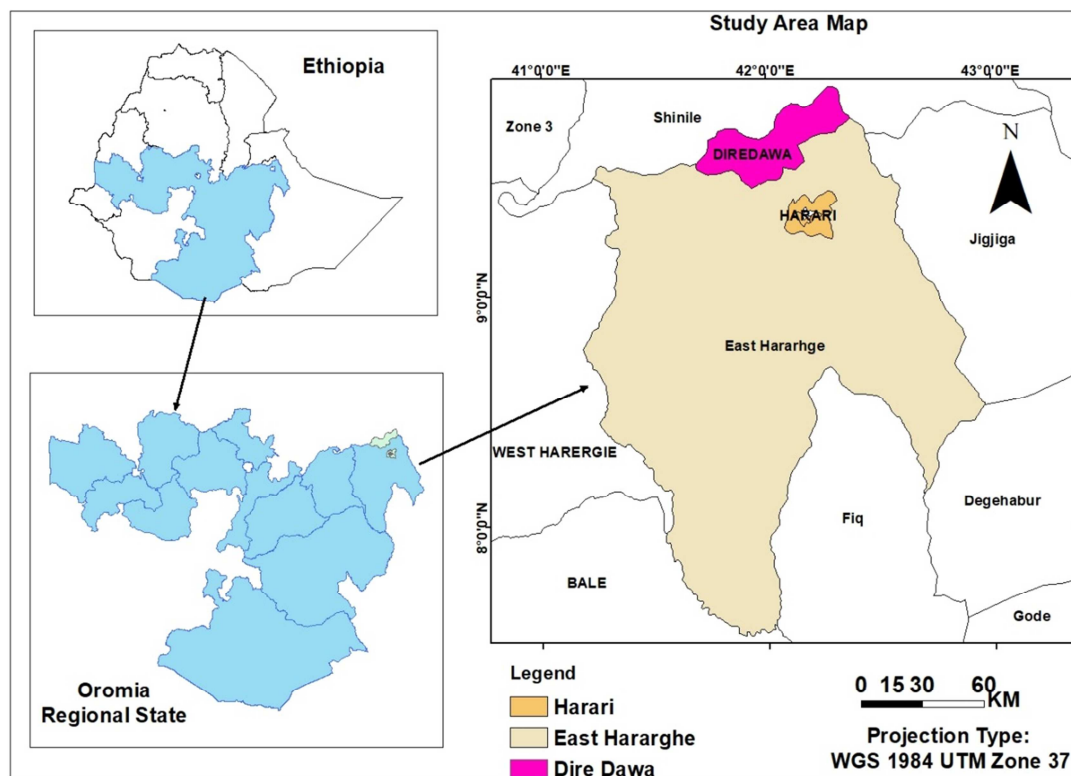 Study Area Map
Ethiopia
Oromia
Regional State
41°0'0"E
42°0'0"E
43°0'0"E
9°0'0"N
8°0'0"N
Zone 3
Shinile
DIREDAWA
N
HARARI
Jigjiga
East Hararhge
WEST HARERGIE
Degehabur
Fiq
BALE
Gode
Legend
Harari
East Hararghe
Dire Dawa
0 15 30 60
KM
Projection Type:
WGS 1984 UTM Zone 37